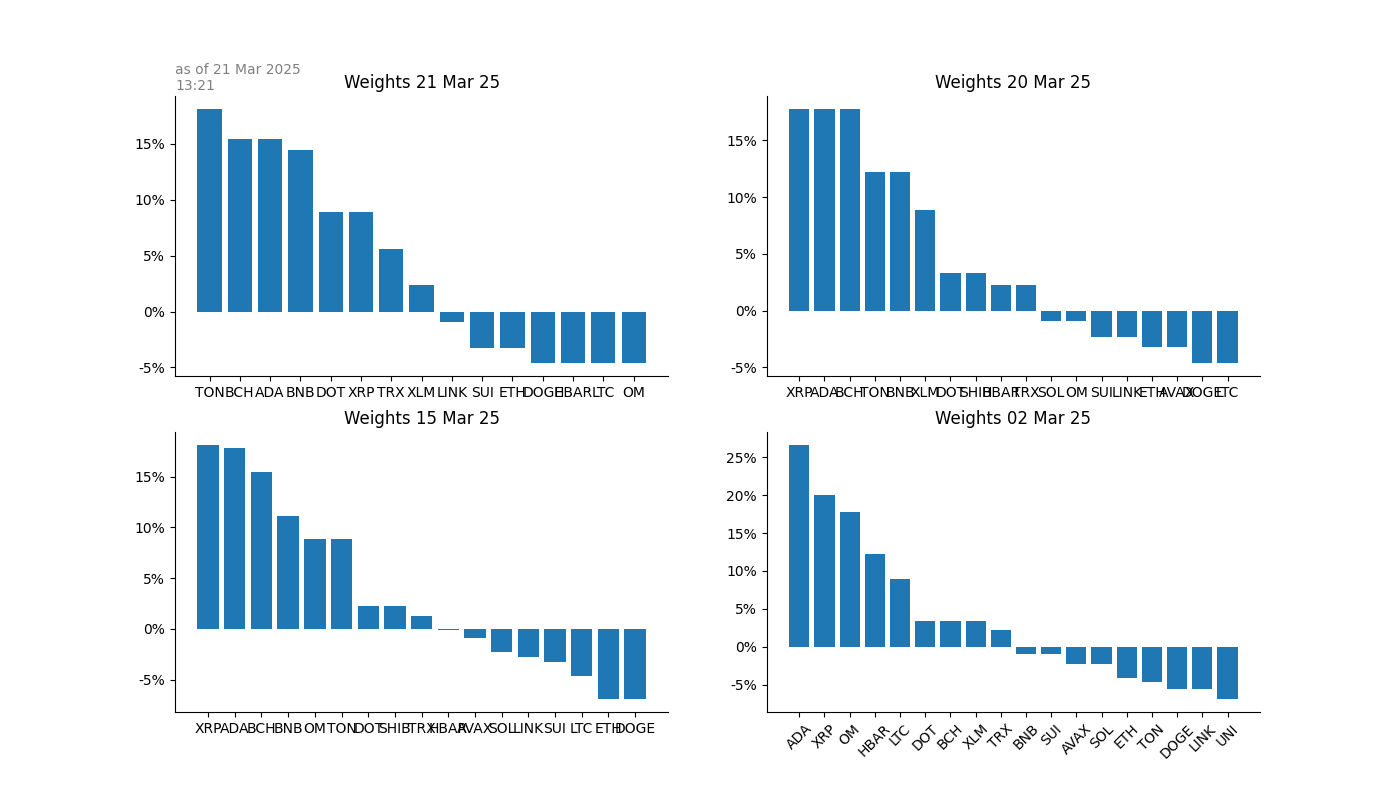 as of 21 Mar 2025
13:21
Weights 21 Mar 25
15%
10%
5%
0%
-5%
TON BCH ADA BNB DOT XRP TRX XLM LINK SUI ETH DOGE HBAR LTC OM
Weights 20 Mar 25
15%
10%
5%
0%
-5%
XRP ADA BCH TON BNB XLM DOT SHIB HBAR TRX SOL OM SUI LINK ETH AVAX DOGE LTC
Weights 15 Mar 25
15%
10%
5%
0%
-5%
XRP ADA BCH BNB OM TON DOT SHIB TRX HBAR AVAX SOL LINK SUI LTC ETH DOGE
Weights 02 Mar 25
25%
20%
15%
10%
5%
0%
-5%
ADA XRP OM HBAR LTC DOT BCH XLM TRX BNB SUI AVAX SOL ETH TON DOGE LINK UNI